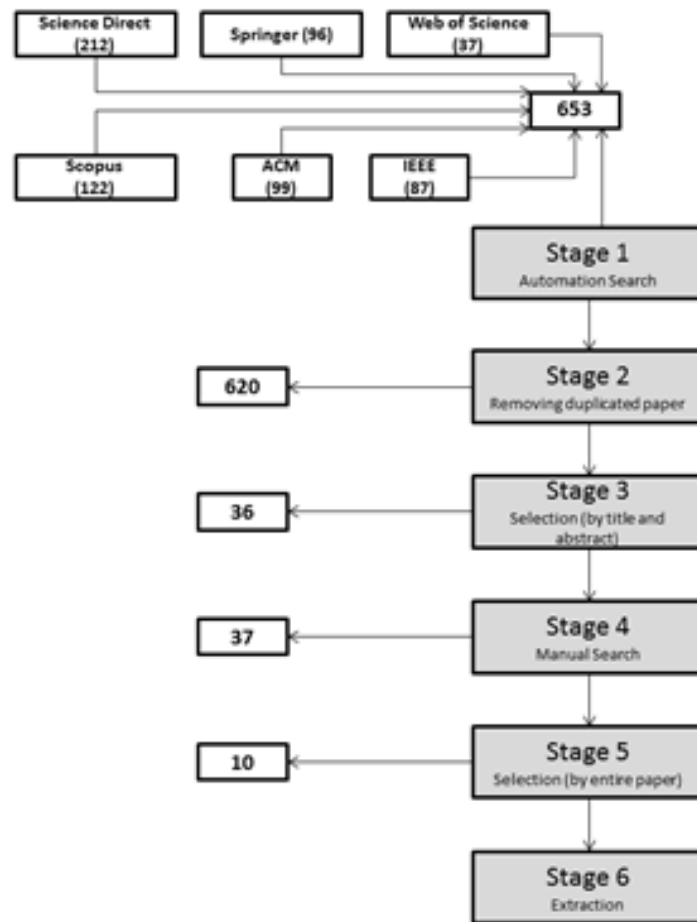 Science Direct
(212)
Springer (96)
Web of Science
(37)
653
Scopus
(122)
ACM
(99)
IEEE
(87)
Stage 1
Automation Search
Stage 2
Removing duplicated paper
620
Stage 3
Selection (by title and
abstract)
36
Stage 4
Manual Search
37
Stage 5
Selection (by entire paper)
10
Stage 6
Extraction